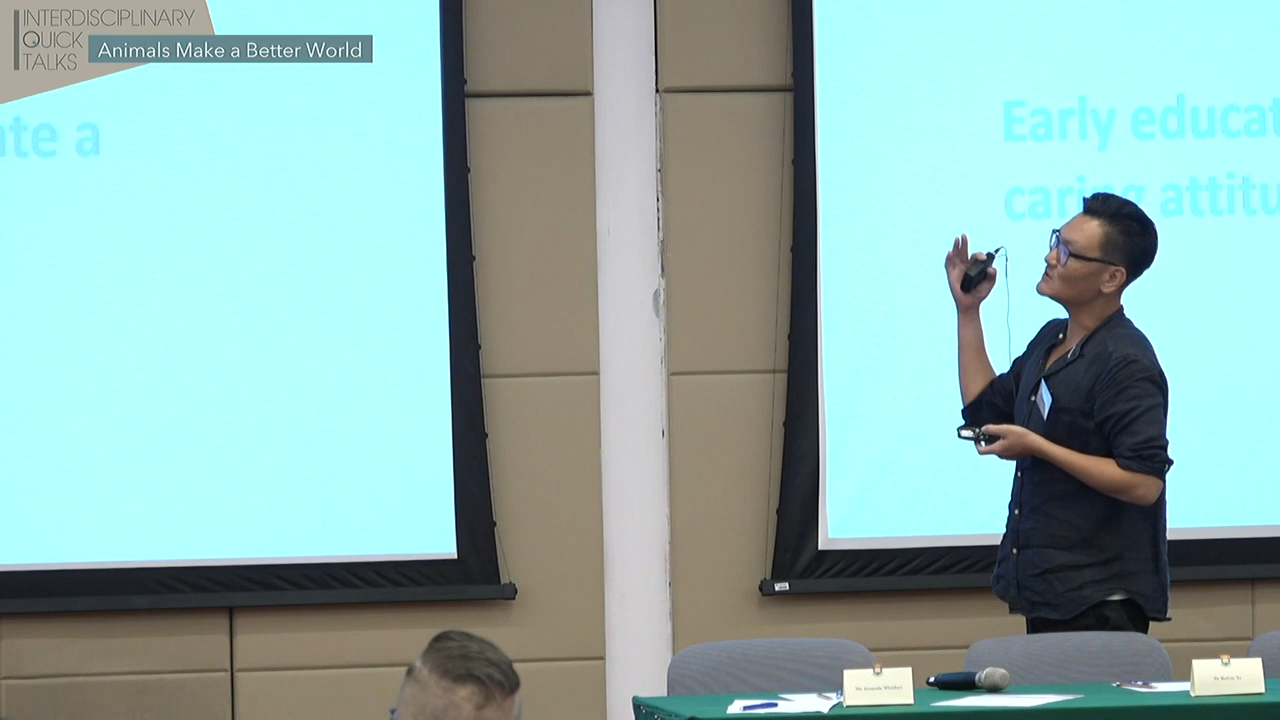 INTERDISCIPLINARY
QUICK
TALKS
Animals Make a Better World
ate a
Early educat
caring attitu